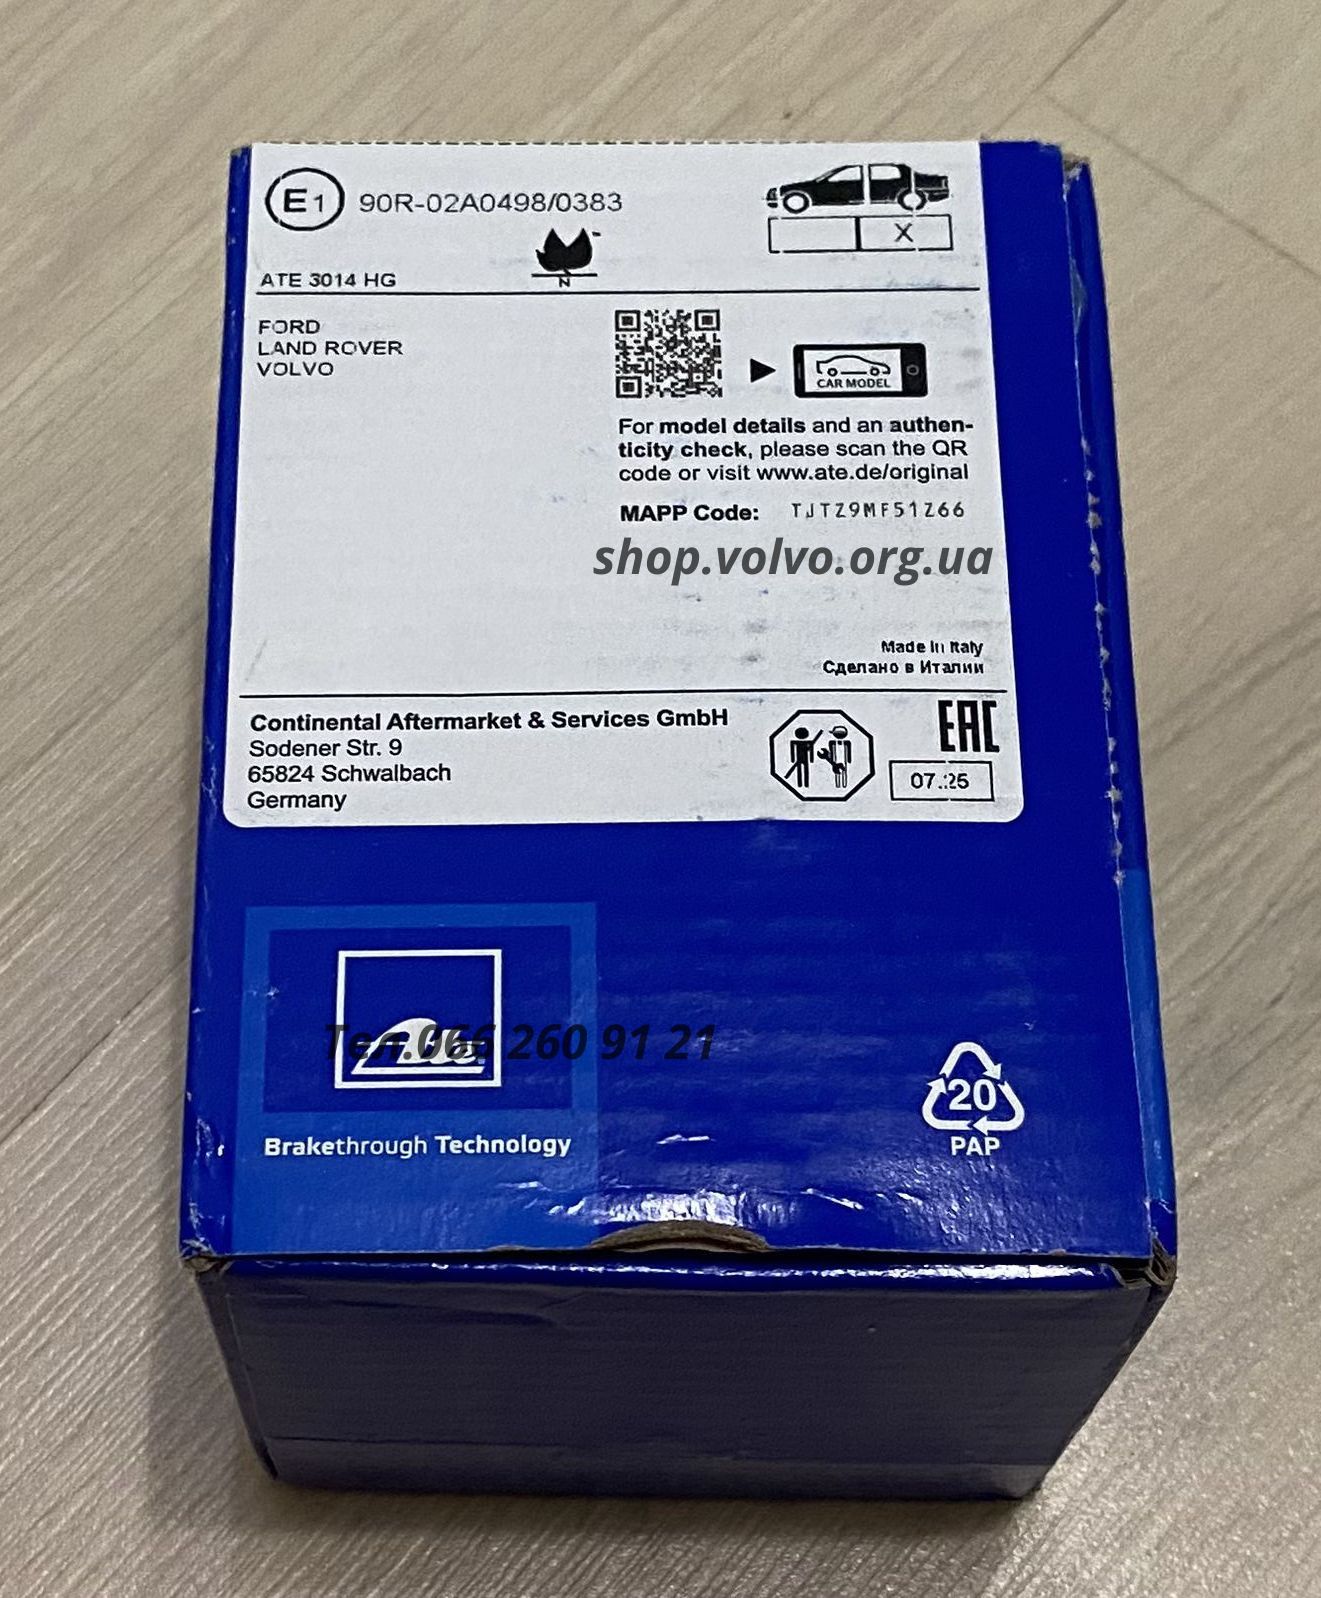 E1 90R-02A0498/0383
X
N
ATE 3014 HG
FORD
LAND ROVER
VOLVO
CAR MODEL
For model details and an authen-
ticity check, please scan the QR
code or visit www.ate.de/original
MAPP Code: TJTZ9MF51Z66
shop.volvo.org.ua
Made in Italy
Сделано в Италии
Continental Aftermarket & Services GmbH
Sodener Str. 9
65824 Schwalbach
Germany
EAC
07.25
Ate
Тел.066 260 91 21
Brakethrough Technology
20
PAP